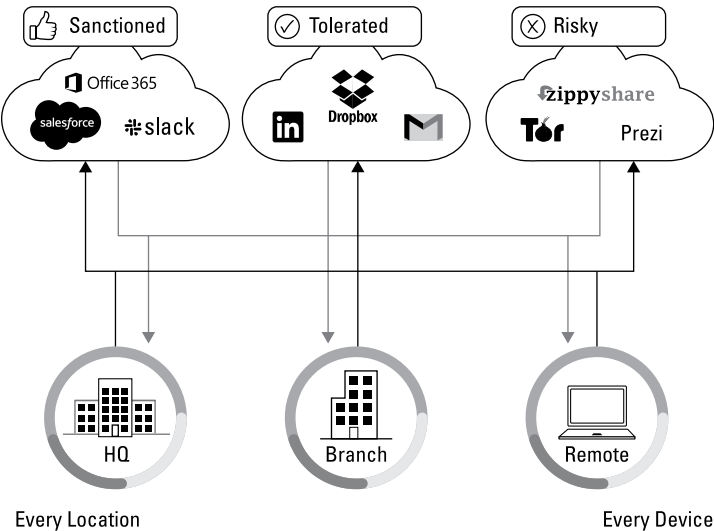 Sanctioned
Tolerated
Risky
Office 365
salesforce
slack
in
Dropbox
zippyshare
Tor
Prezi
HQ
Branch
Remote
Every Location
Every Device